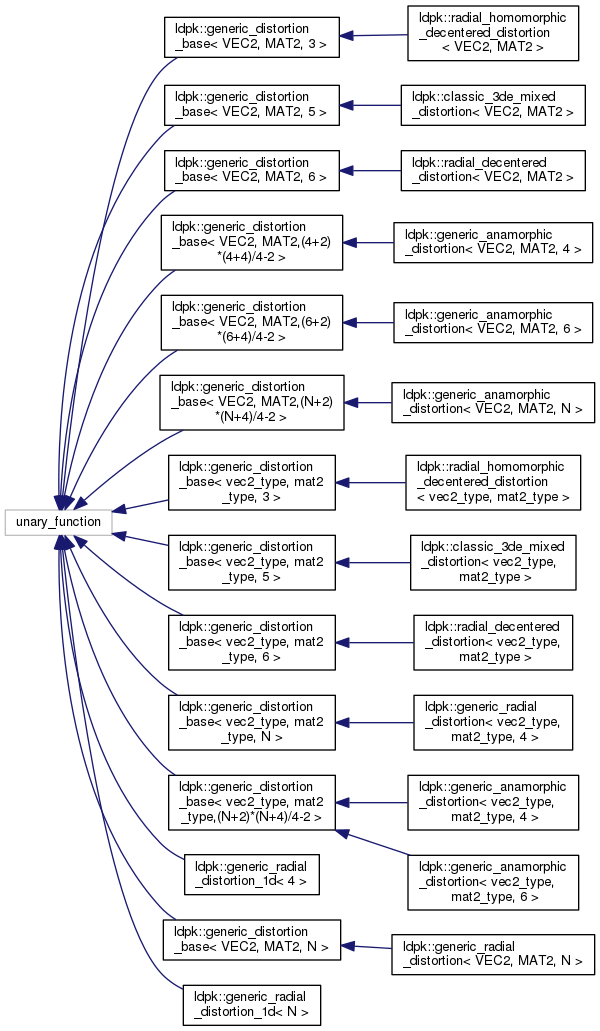 ldpk::generic_distortion
_base< VEC2, MAT2, 3 >
ldpk::radial_homomorphic
_decentered_distortion
< VEC2, MAT2 >
ldpk::generic_distortion
_base< VEC2, MAT2, 5 >
ldpk::classic_3de_mixed
_distortion< VEC2, MAT2 >
ldpk::generic_distortion
_base< VEC2, MAT2, 6 >
ldpk::radial_decentered
_distortion< VEC2, MAT2 >
ldpk::generic_distortion
_base< VEC2, MAT2,(4+2)
*(4+4)/4-2 >
ldpk::generic_anamorphic
_distortion< VEC2, MAT2, 4 >
ldpk::generic_distortion
_base< VEC2, MAT2,(6+2)
*(6+4)/4-2 >
ldpk::generic_anamorphic
_distortion< VEC2, MAT2, 6 >
ldpk::generic_distortion
_base< VEC2, MAT2,(N+2)
*(N+4)/4-2 >
ldpk::generic_anamorphic
_distortion< VEC2, MAT2, N >
ldpk::generic_distortion
_base< vec2_type, mat2
_type, 3 >
ldpk::radial_homomorphic
_decentered_distortion
< vec2_type, mat2_type >
unary_function
ldpk::generic_distortion
_base< vec2_type, mat2
_type, 5 >
ldpk::classic_3de_mixed
_distortion< vec2_type,
mat2_type >
ldpk::generic_distortion
_base< vec2_type, mat2
_type, 6 >
ldpk::radial_decentered
_distortion< vec2_type,
mat2_type >
ldpk::generic_distortion
_base< vec2_type, mat2
_type, N >
ldpk::generic_radial
_distortion< vec2_type,
mat2_type, 4 >
ldpk::generic_distortion
_base< vec2_type, mat2
_type,(N+2)*(N+4)/4-2 >
ldpk::generic_anamorphic
_distortion< vec2_type,
mat2_type, 4 >
ldpk::generic_radial
_distortion_1d< 4 >
ldpk::generic_anamorphic
_distortion< vec2_type,
mat2_type, 6 >
ldpk::generic_distortion
_base< VEC2, MAT2, N >
ldpk::generic_radial
_distortion< VEC2, MAT2, N >
ldpk::generic_radial
_distortion_1d< N >